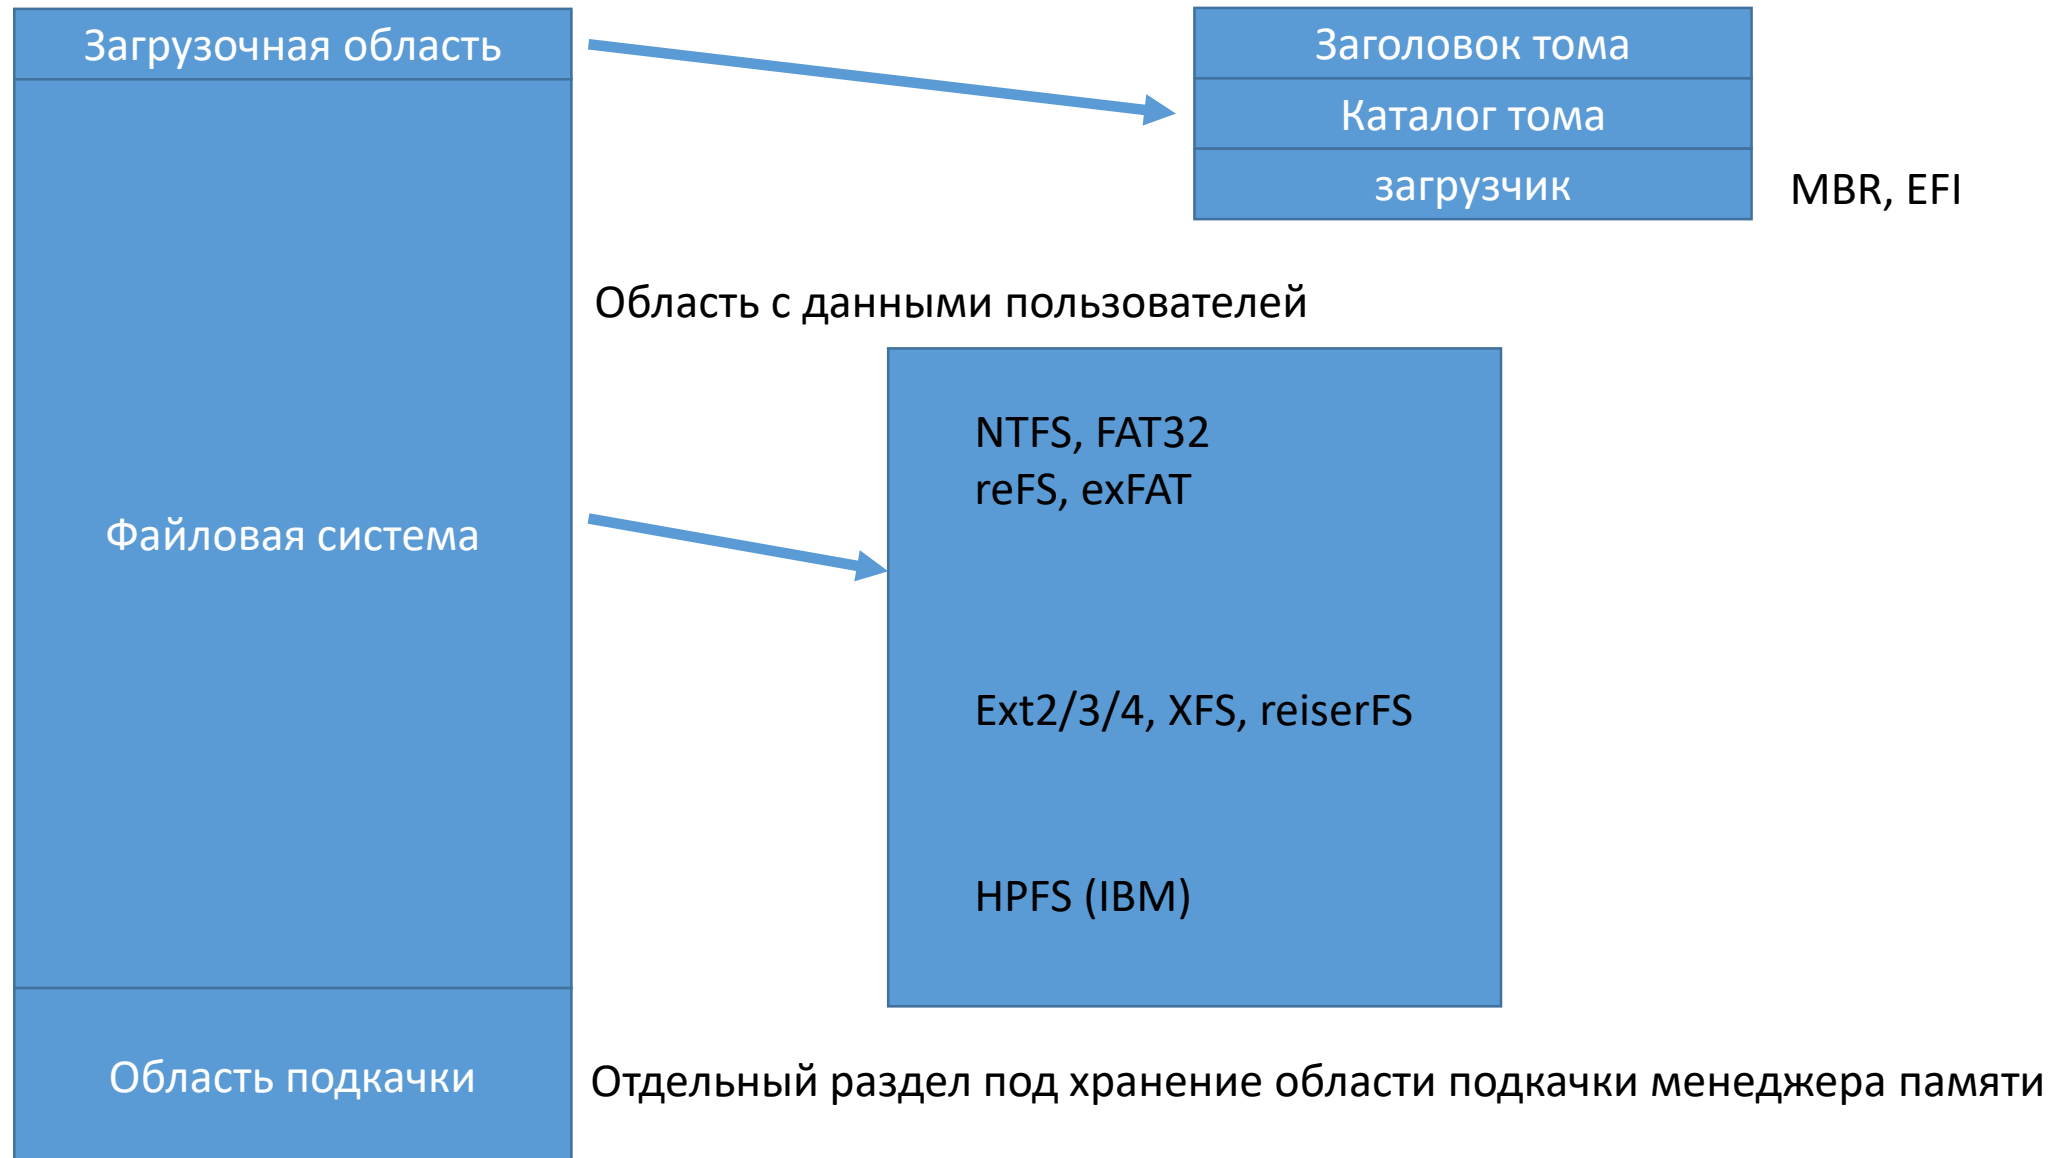 Загрузочная область
Заголовок тома
Каталог тома
загрузчик
MBR, EFI
Область с данными пользователей
Файловая система
NTFS, FAT32
reFS, exFAT
Ext2/3/4, XFS, reiserFS
HPFS (IBM)
Область подкачки
Отдельный раздел под хранение области подкачки менеджера памяти